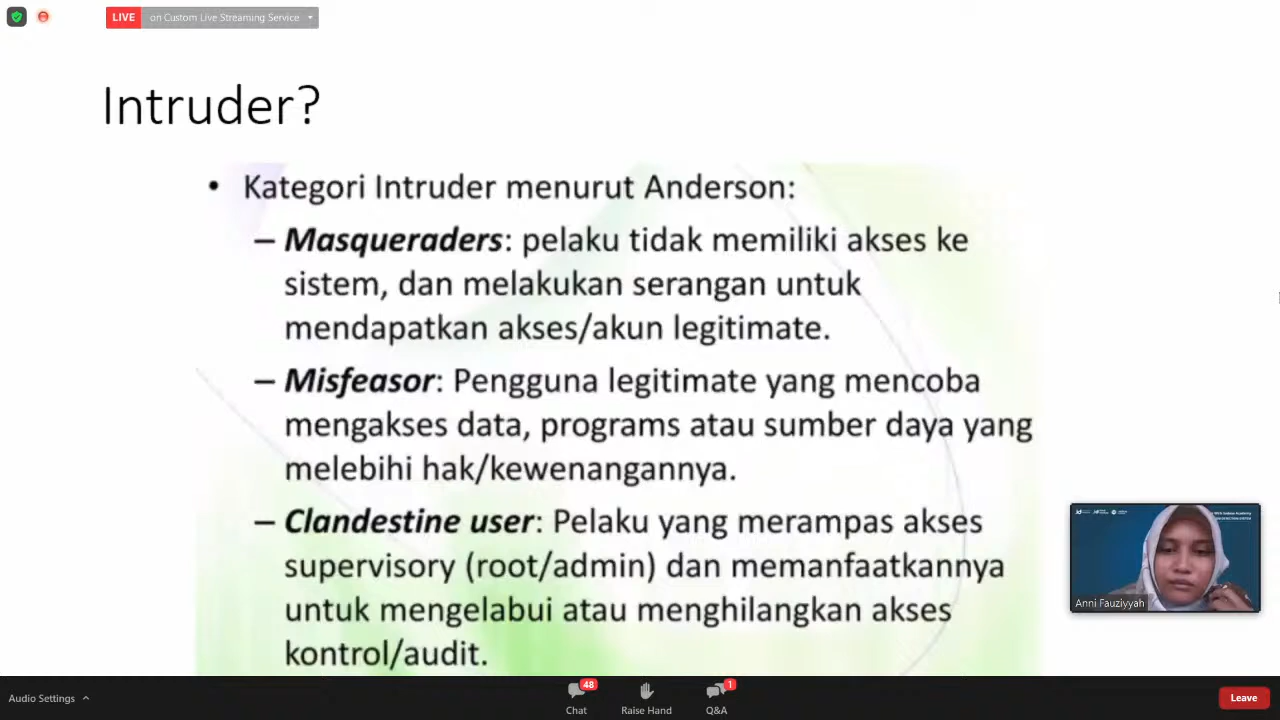 LIVE on Custom Live Streaming Service
Intruder?
• Kategori Intruder menurut Anderson:
– Masqueraders: pelaku tidak memiliki akses ke
sistem, dan melakukan serangan untuk
mendapatkan akses/akun legitimate.
– Misfeasor: Pengguna legitimate yang mencoba
mengakses data, programs atau sumber daya yang
melebihi hak/kewenangannya.
– Clandestine user: Pelaku yang merampas akses
supervisory (root/admin) dan memanfaatkannya
untuk mengelabui atau menghilangkan akses
kontrol/audit.
Anni Fauziyyah
Audio Settings
48
Chat
Raise Hand
1
Q&A
Leave